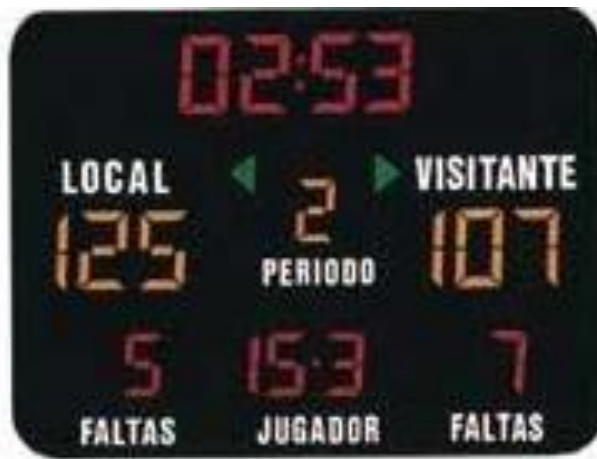 02:53
LOCAL VISITANTE
2
125 107
PERIODO
5 15·3 7
FALTAS JUGADOR FALTAS